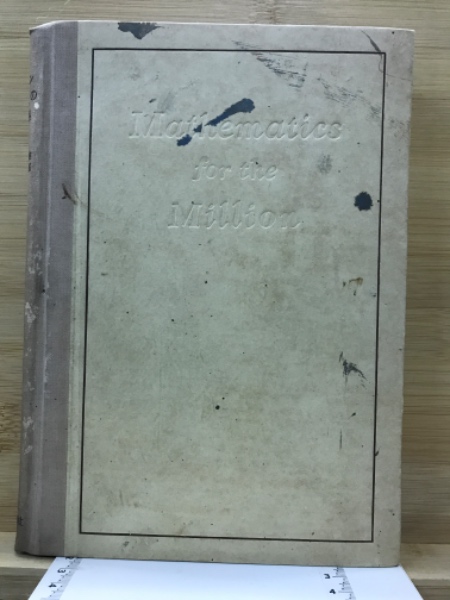 Mathematics
for the
Million